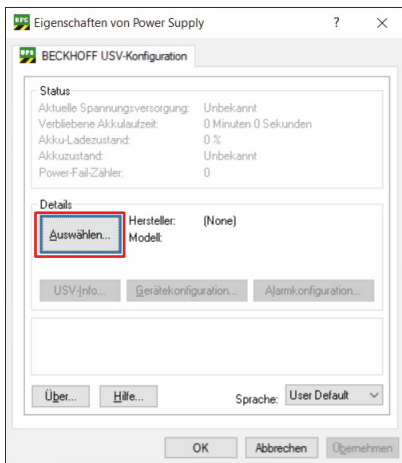 Eigenschaften von Power Supply ? ×
BECKHOFF USV-Konfiguration
Status
Aktuelle Spannungsversorgung: Unbekannt
Verbliebene Akkulaufzeit: 0 Minuten 0 Sekunden
Akku-Ladezustand: 0 %
Akkuzustand: Unbekannt
Power-Fail-Zähler: 0
Details
Auswählen...
Hersteller: (None)
Modell:
USV-Info... Gerätekonfiguration... Alarmkonfiguration...
Über... Hilfe... Sprache: User Default
OK Abbrechen Übernehmen